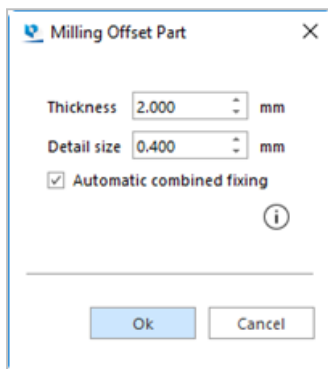 Milling Offset Part
Thickness 2.000 mm
Detail size 0.400 mm
Automatic combined fixing
Ok Cancel